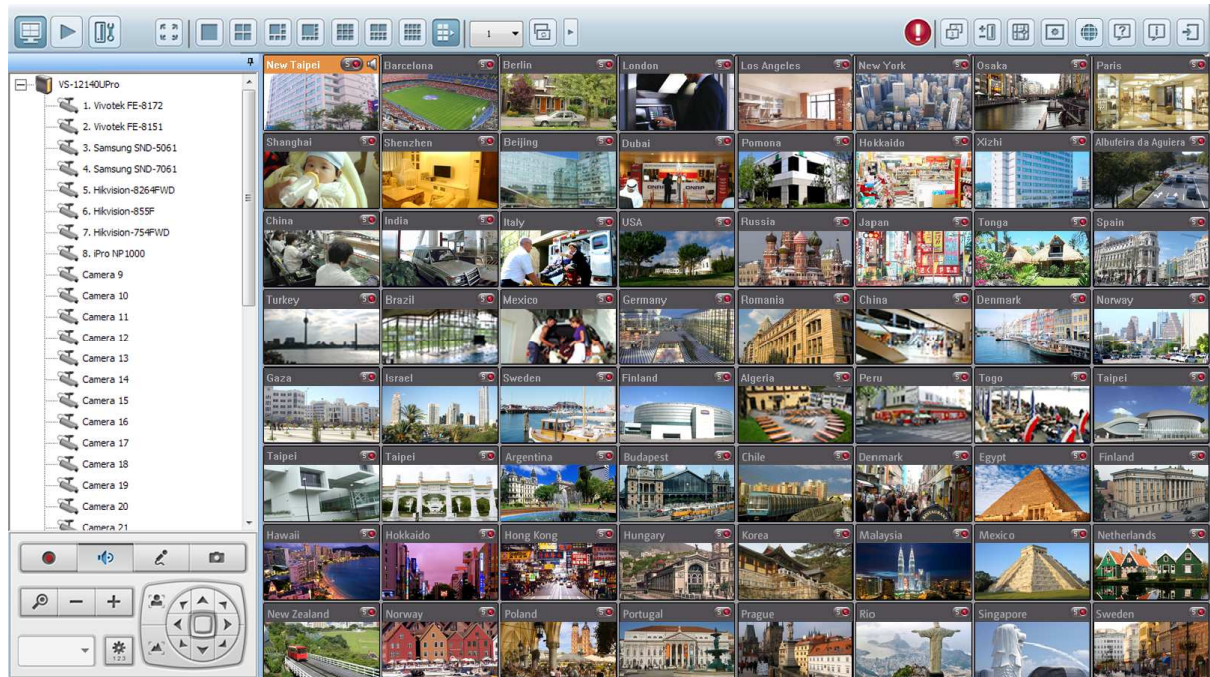 1
VS-12140UPro
1. Vivotek FE-8172
2. Vivotek FE-8151
3. Samsung SND-5061
4. Samsung SND-7061
5. Hikvision-8264FWD
6. Hikvision-855F
7. Hikvision-754FWD
8. iPro NP1000
Camera 9
Camera 10
Camera 11
Camera 12
Camera 13
Camera 14
Camera 15
Camera 16
Camera 17
Camera 18
Camera 19
Camera 20
Camera 21
123
New Taipei Barcelona Berlin London Los Angeles New York Osaka Paris
Shanghai Shenzhen Beijing Dubai Pomona Hokkaido Xizhi Albufeira da Aguiera
China India Italy USA Russia Japan Tonga Spain
Turkey Brazil Mexico Germany Romania China Denmark Norway
Gaza Israel Sweden Finland Algeria Peru Togo Taipei
Taipei Taipei Argentina Budapest Chile Denmark Egypt Finland
Hawaii Hokkaido Hong Kong Hungary Korea Malaysia Mexico Netherlands
New Zealand Norway Poland Portugal Prague Rio Singapore Sweden